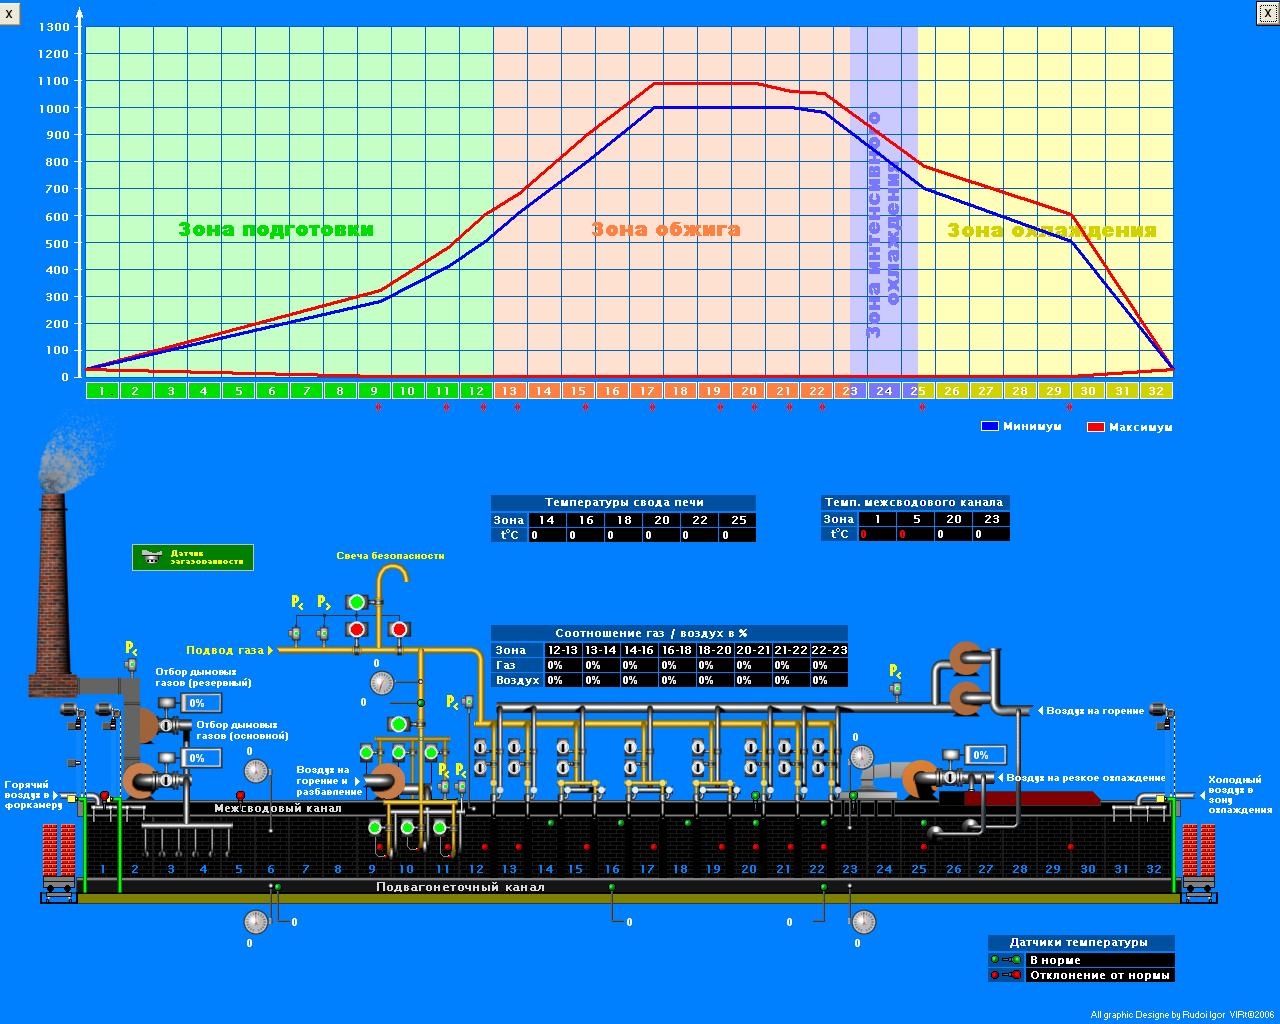 X
X
1300
1200
1100
1000
900
800
700
600
500
400
300
200
100
0
Зона подготовки
Зона обжига
Зона интенсивного
охлаждения
Зона охлаждения
1 2 3 4 5 6 7 8 9 10 11 12 13 14 15 16 17 18 19 20 21 22 23 24 25 26 27 28 29 30 31 32
Минимум Максимум
Температуры свода печи
Зона 14 16 18 20 22 25
t°C 0 0 0 0 0 0
Темп. межсводового канала
Зона 1 5 20 23
t°C 0 0 0 0
Датчик
загазованности
Свеча безопасности
P< P>
Подвод газа
0
0
Соотношение газ / воздух в %
Зона 12-13 13-14 14-16 16-18 18-20 20-21 21-22 22-23
Газ 0% 0% 0% 0% 0% 0% 0% 0%
Воздух 0% 0% 0% 0% 0% 0% 0% 0%
P<
Отбор дымовых
газов (резервный)
0%
Отбор дымовых
газов (основной)
0%
0
P<
P<
Воздух на горение
Воздух на
горение и
разбавление
P< P<
0
0%
Воздух на резкое охлаждение
Горячий
воздух в
форкамеру
Холодный
воздух в
зону
охлаждения
Межсводовый канал
1 2 3 4 5 6 7 8 9 10 11 12 13 14 15 16 17 18 19 20 21 22 23 24 25 26 27 28 29 30 31 32
Подвагонеточный канал
0 0 0
0 0
Датчики температуры
В норме
Отклонение от нормы
All graphic Designe by Rudoi Igor VIRt©2006